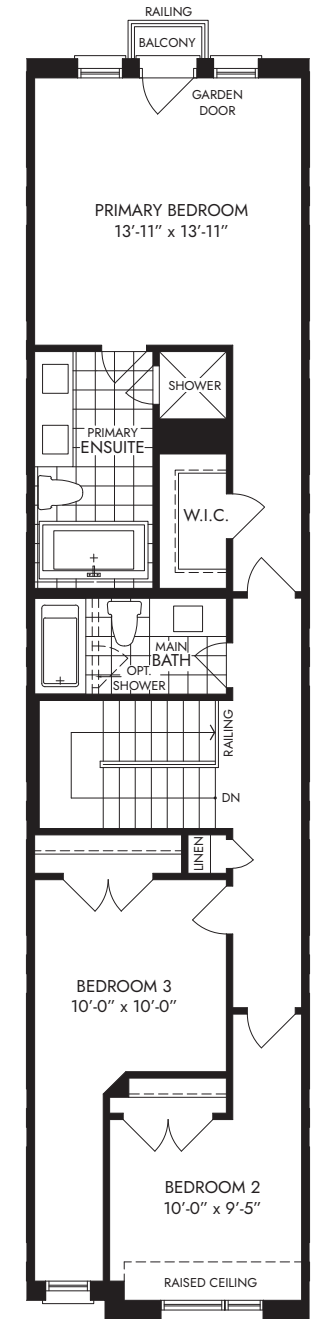 RAILING
BALCONY
GARDEN
DOOR
PRIMARY BEDROOM
13'-11" x 13'-11"
SHOWER
PRIMARY
ENSUITE
W.I.C.
MAIN
BATH
OPT.
SHOWER
RAILING
DN
LINEN
BEDROOM 3
10'-0" x 10'-0"
BEDROOM 2
10'-0" x 9'-5"
RAISED CEILING